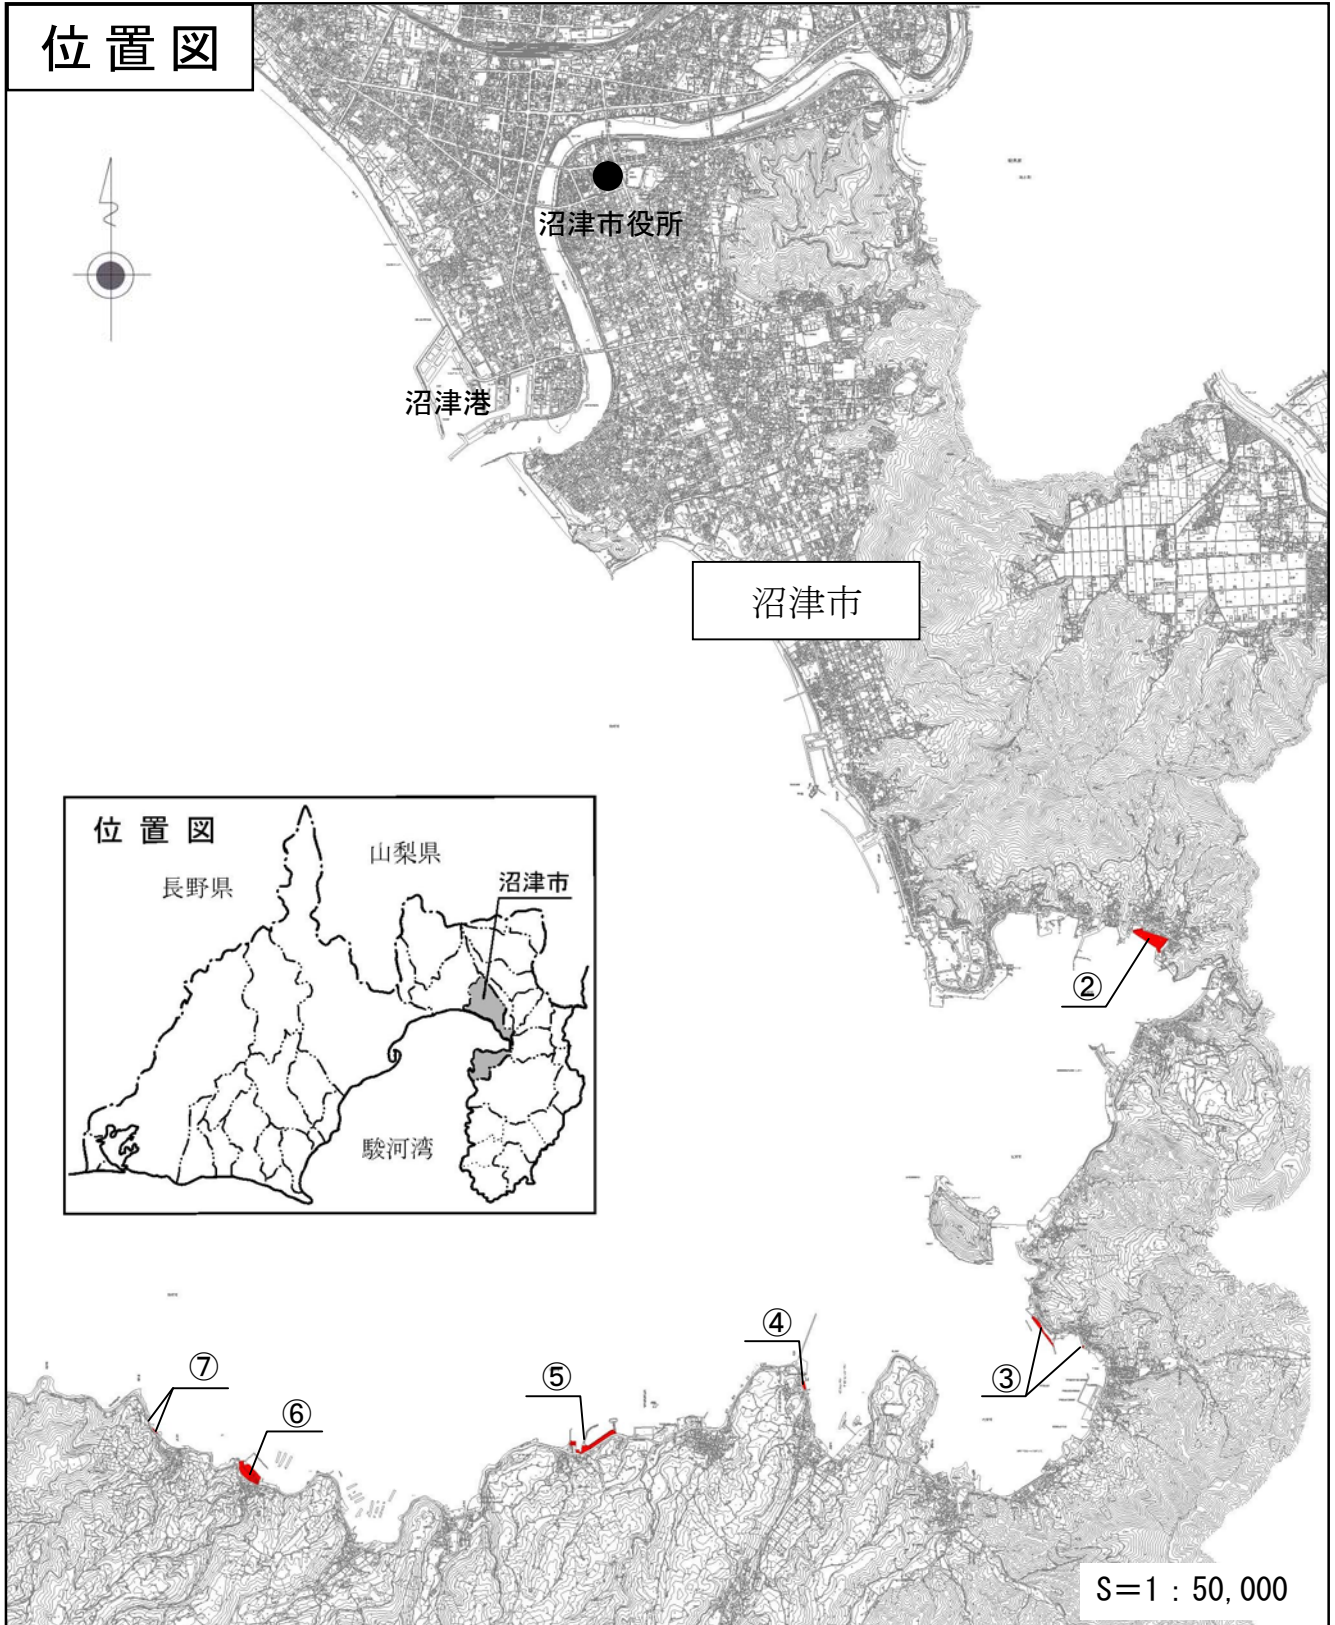 位置図
沼津市役所
沼津港
沼津市
位置図
山梨県
長野県
沼津市
駿河湾
②
④
③
⑦
⑤
⑥
S=1：50,000